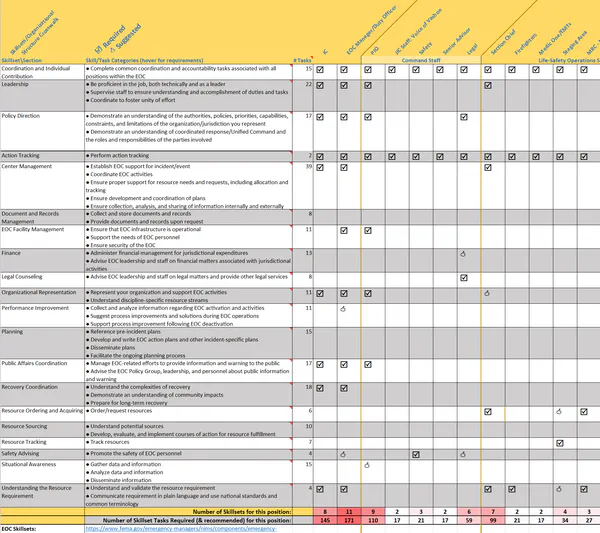 Skillsets/Organizational
Structure Crosswalk
☑ Required
Suggested
IC
EOC Manager/Duty Officer
PIO
JIC Staff: Voice or Position
Safety
Senior Advisor
Legal
Section Chief
Firefighters
Medic One/EMTs
Staging Area
Skillset/Section Skill/Task Categories (hover for requirements) # Tasks Command Staff Life-Safety Operations S
Coordination and Individual Contribution ● Complete common coordination and accountability tasks associated with all 15 ☑ ☑ ☑ ☑ ☑ ☑ ☑ ☑ ☑ ☑ ☑ ☑
positions within the EOC
Leadership ● Be proficient in the job, both technically and as a leader 22 ☑ ☑ ☑ ☑
● Supervise staff to ensure understanding and accomplishment of duties and tasks
● Coordinate to foster unity of effort
Policy Direction ● Demonstrate an understanding of the authorities, policies, priorities, capabilities, 17 ☑ ☑ ☑ ☑
constraints, and limitations of the organization/jurisdiction you represent
● Demonstrate an understanding of coordinated response/Unified Command and
the roles and responsibilities of the parties involved
Action Tracking ● Perform action tracking 2 ☑ ☑ ☑ ☑ ☑ ☑ ☑ ☑ ☑ ☑ ☑ ☑
Center Management ● Establish EOC support for incident/event 39 ☑ ☑ ☑
● Coordinate EOC activities
● Ensure proper support for resource needs and requests, including allocation and
tracking
● Ensure development and coordination of plans
● Ensure collection, analysis, and sharing of information internally and externally
Document and Records Management ● Collect and store documents and records 8
● Provide documents and records upon request
EOC Facility Management ● Ensure that EOC infrastructure is operational 11 ☑ ☑
● Support the needs of EOC personnel
● Ensure security of the EOC
Finance ● Administer financial management for jurisdictional expenditures 13
● Advise EOC leadership and staff on financial matters associated with jurisdictional
activities
Legal Counseling ● Advise EOC leadership and staff on legal matters and provide other legal services 8 ☑
Organizational Representation ● Represent your organization and support EOC activities 11 ☑ ☑ ☑
● Understand discipline-specific resource streams
Performance Improvement ● Collect and analyze information regarding EOC activation and activities 11
● Suggest process improvements and solutions during EOC operations
● Support process improvement following EOC deactivation
Planning ● Reference pre-incident plans 15
● Develop and write EOC action plans and other incident-specific plans
● Disseminate plans
● Facilitate the ongoing planning process
Public Affairs Coordination ● Manage EOC-related efforts to provide information and warning to the public 17 ☑ ☑ ☑
● Advise the EOC Policy Group, leadership, and personnel about public information
and warning
Recovery Coordination ● Understand the complexities of recovery 18 ☑ ☑
● Demonstrate an understanding of community impacts
● Prepare for long-term recovery
Resource Ordering and Acquiring ● Order/request resources 6 ☑ ☑
Resource Sourcing ● Understand potential sources 10
● Develop, evaluate, and implement courses of action for resource fulfillment
Resource Tracking ● Track resources 7 ☑
Safety Advising ● Promote the safety of EOC personnel 4 ☑
Situational Awareness ● Gather data and information 15
● Analyze data and information
● Disseminate information
Understanding the Resource Requirement ● Understand and validate the resource requirement 4 ☑ ☑ ☑ ☑ ☑
● Communicate requirement in plain language and use national standards and
common terminology
Number of Skillsets for this position: 8 11 9 2 3 2 6 7 2 2 4 3
Number of Skillset Tasks Required (& recommended) for this position: 145 171 110 17 21 17 59 99 21 17 34 27
EOC Skillsets: https://www.fema.gov/emergency-managers/nims/components/emergency-